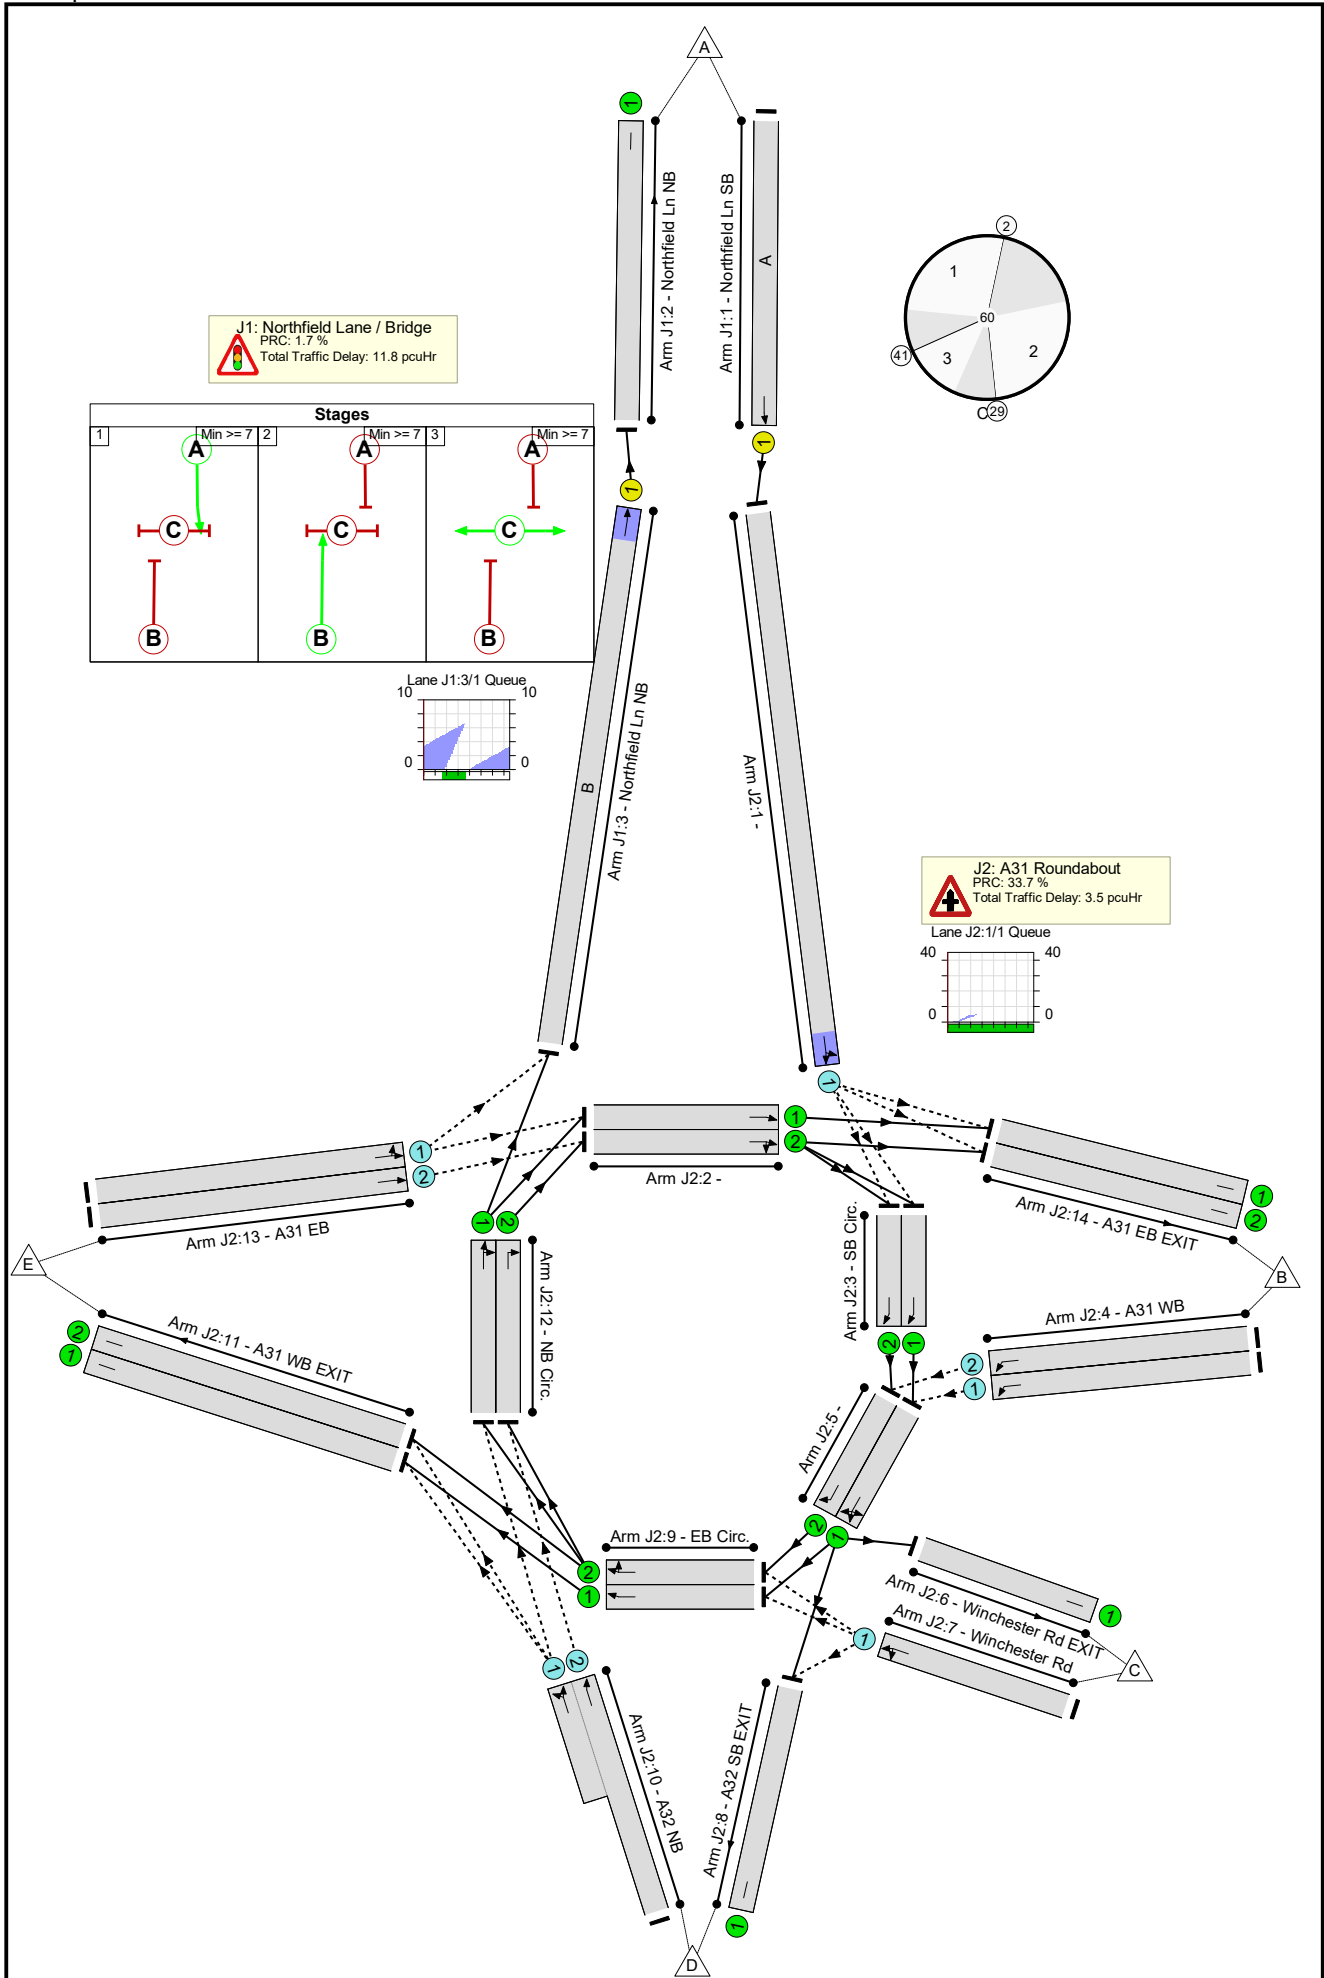 A
1
Arm J1:2 - Northfield Ln NB
Arm J1:1 - Northfield Ln SB
A
1
1
2
1
60
2
41
3
C
29
J1: Northfield Lane / Bridge
PRC: 1.7 %
Total Traffic Delay: 11.8 pcuHr
Stages
1
Min >= 7
2
Min >= 7
3
Min >= 7
A
A
A
C
C
C
B
B
B
Lane J1:3/1 Queue
10
10
0
0
B
Arm J1:3 - Northfield Ln NB
Arm J2:1 -
J2: A31 Roundabout
PRC: 33.7 %
Total Traffic Delay: 3.5 pcuHr
Lane J2:1/1 Queue
40
40
0
0
1
1
2
Arm J2:13 - A31 EB
1
2
Arm J2:2 -
1
2
Arm J2:14 - A31 EB EXIT
E
B
1
2
Arm J2:12 - NB Circ.
Arm J2:3 - SB Circ.
2
1
Arm J2:4 - A31 WB
2
1
2
1
Arm J2:11 - A31 WB EXIT
Arm J2:5 -
2
1
Arm J2:9 - EB Circ.
2
1
Arm J2:6 - Winchester Rd EXIT
1
Arm J2:7 - Winchester Rd
1
C
1
2
Arm J2:10 - A32 NB
Arm J2:8 - A32 SB EXIT
1
D